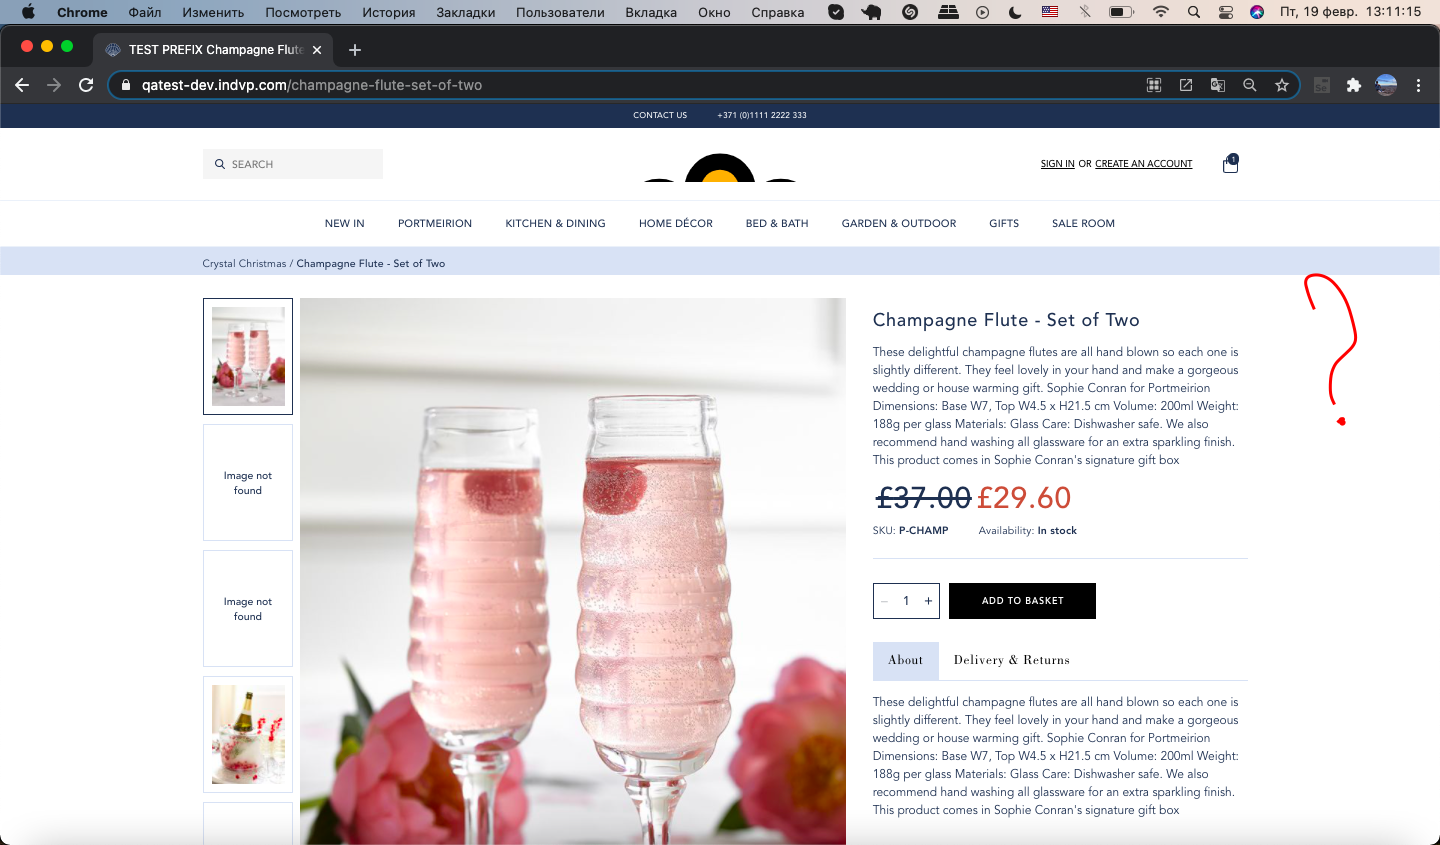 Chrome Файл Изменить Посмотреть История Закладки Пользователи Вкладка Окно Справка Пт, 19 февр. 13:11:15
TEST PREFIX Champagne Flute
qatest-dev.indvp.com/champagne-flute-set-of-two
CONTACT US +371 (0)1111 2222 333
SEARCH
SIGN IN OR CREATE AN ACCOUNT
1
NEW IN PORTMEIRION KITCHEN & DINING HOME DÉCOR BED & BATH GARDEN & OUTDOOR GIFTS SALE ROOM
Crystal Christmas / Champagne Flute - Set of Two
Image not
found
Image not
found
Champagne Flute - Set of Two
These delightful champagne flutes are all hand blown so each one is
slightly different. They feel lovely in your hand and make a gorgeous
wedding or house warming gift. Sophie Conran for Portmeirion
Dimensions: Base W7, Top W4.5 x H21.5 cm Volume: 200ml Weight:
188g per glass Materials: Glass Care: Dishwasher safe. We also
recommend hand washing all glassware for an extra sparkling finish.
This product comes in Sophie Conran's signature gift box
£37.00 £29.60
SKU: P-CHAMP Availability: In stock
– 1 + ADD TO BASKET
About Delivery & Returns
These delightful champagne flutes are all hand blown so each one is
slightly different. They feel lovely in your hand and make a gorgeous
wedding or house warming gift. Sophie Conran for Portmeirion
Dimensions: Base W7, Top W4.5 x H21.5 cm Volume: 200ml Weight:
188g per glass Materials: Glass Care: Dishwasher safe. We also
recommend hand washing all glassware for an extra sparkling finish.
This product comes in Sophie Conran's signature gift box
?